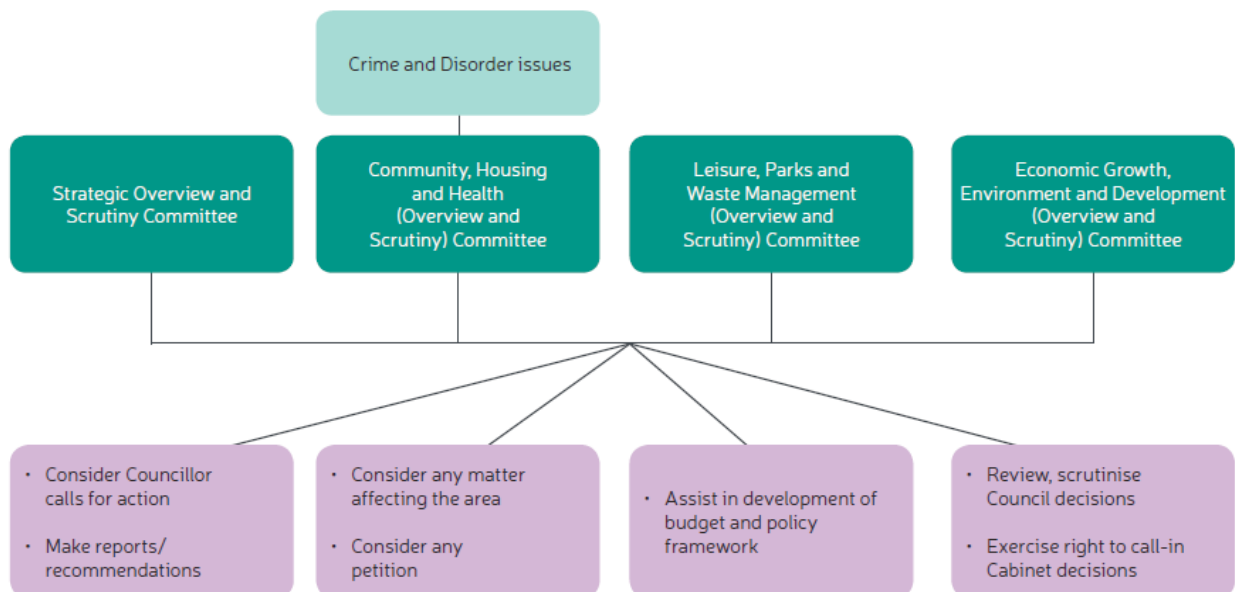 Crime and Disorder issues
Strategic Overview and
Scrutiny Committee
Community, Housing
and Health
(Overview and
Scrutiny) Committee
Leisure, Parks and
Waste Management
(Overview and
Scrutiny) Committee
Economic Growth,
Environment and Development
(Overview and
Scrutiny) Committee
• Consider Councillor
calls for action
• Make reports/
recommendations
• Consider any matter
affecting the area
• Consider any
petition
• Assist in development of
budget and policy
framework
• Review, scrutinise
Council decisions
• Exercise right to call-in
Cabinet decisions